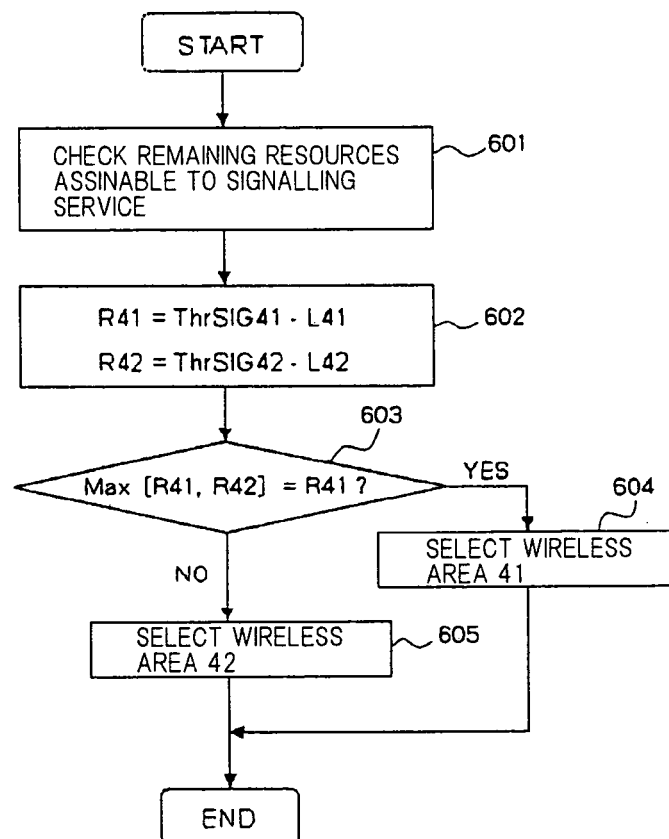 START
CHECK REMAINING RESOURCES
ASSINABLE TO SIGNALLING
SERVICE
601
R41 = ThrSIG41 - L41
R42 = ThrSIG42 - L42
602
603
Max [R41, R42] = R41 ?
YES
604
SELECT WIRELESS
AREA 41
NO
SELECT WIRELESS
AREA 42
605
END